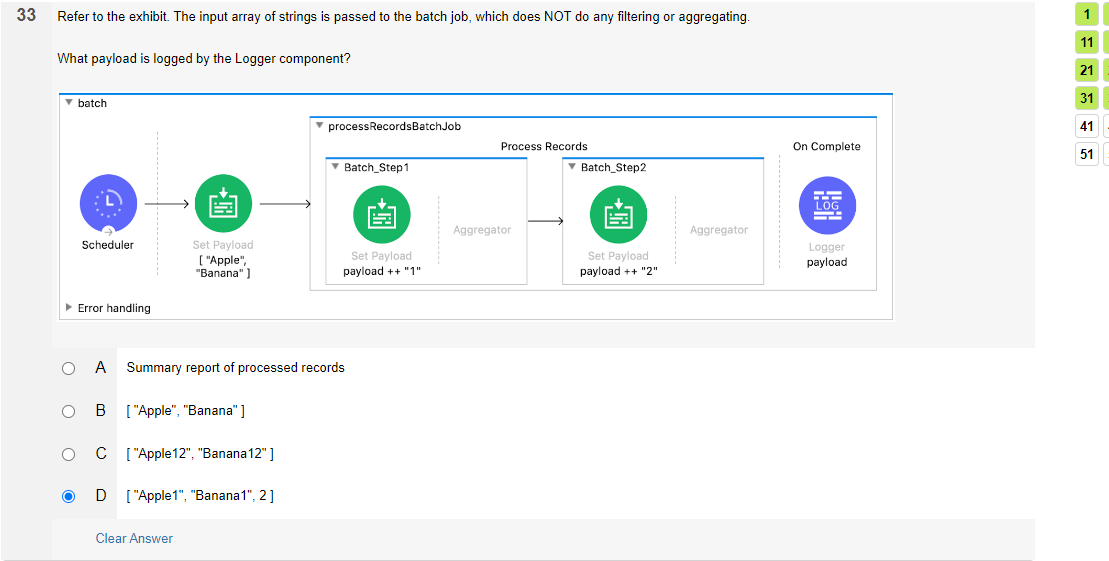 33
Refer to the exhibit. The input array of strings is passed to the batch job, which does NOT do any filtering or aggregating.
What payload is logged by the Logger component?
batch
processRecordsBatchJob
Process Records
On Complete
Batch_Step1
Batch_Step2
LOG
Aggregator
Aggregator
Scheduler
Set Payload
[ "Apple",
"Banana" ]
Set Payload
payload ++ "1"
Set Payload
payload ++ "2"
Logger
payload
Error handling
A Summary report of processed records
B [ "Apple", "Banana" ]
C [ "Apple12", "Banana12" ]
D [ "Apple1", "Banana1", 2 ]
Clear Answer
1
11
21
31
41
51